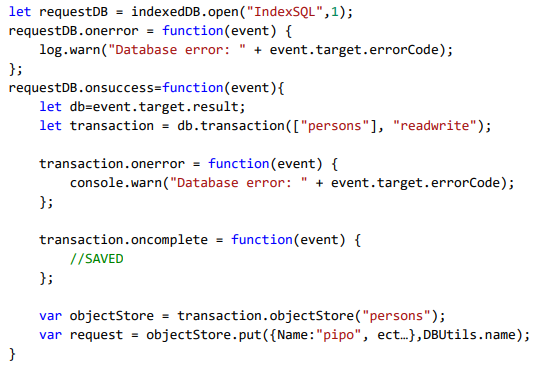 let requestDB = indexedDB.open("IndexSQL",1);
requestDB.onerror = function(event) {
    log.warn("Database error: " + event.target.errorCode);
};
requestDB.onsuccess=function(event){
    let db=event.target.result;
    let transaction = db.transaction(["persons"], "readwrite");

    transaction.onerror = function(event) {
        console.warn("Database error: " + event.target.errorCode);
    };

    transaction.oncomplete = function(event) {
        //SAVED
    };

    var objectStore = transaction.objectStore("persons");
    var request = objectStore.put({Name:"pipo", ect…},DBUtils.name);
}